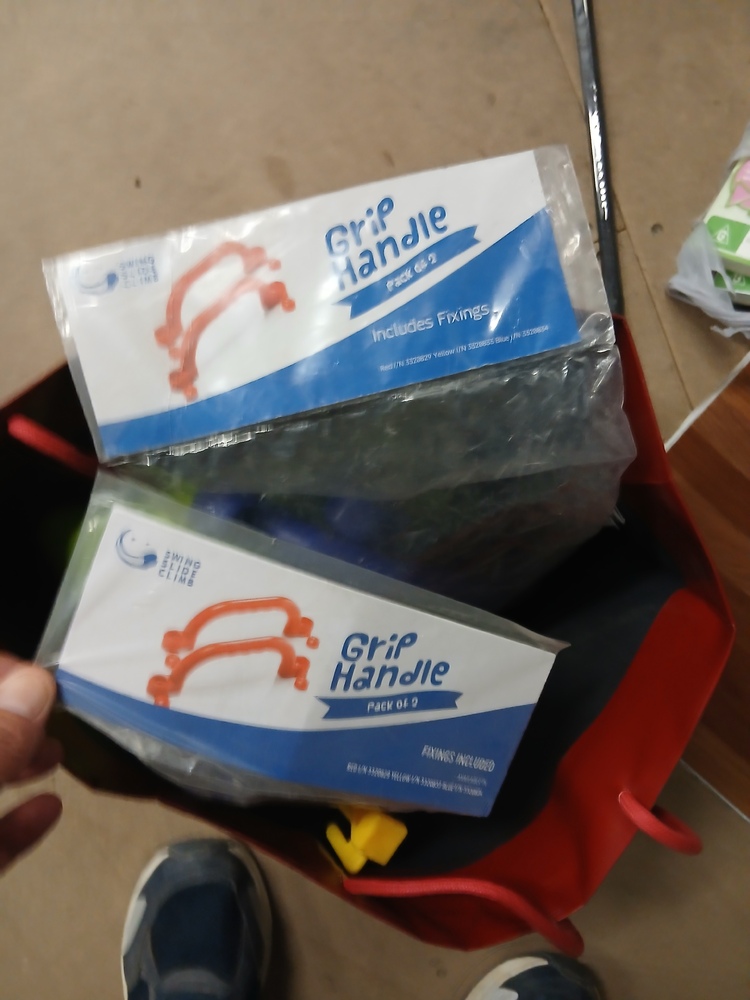 SWING
SLIDE
CLIMB
Grip
Handle
Pack of 2
Includes Fixings
SWING
SLIDE
CLIMB
Grip
Handle
Pack of 2
FIXINGS INCLUDED